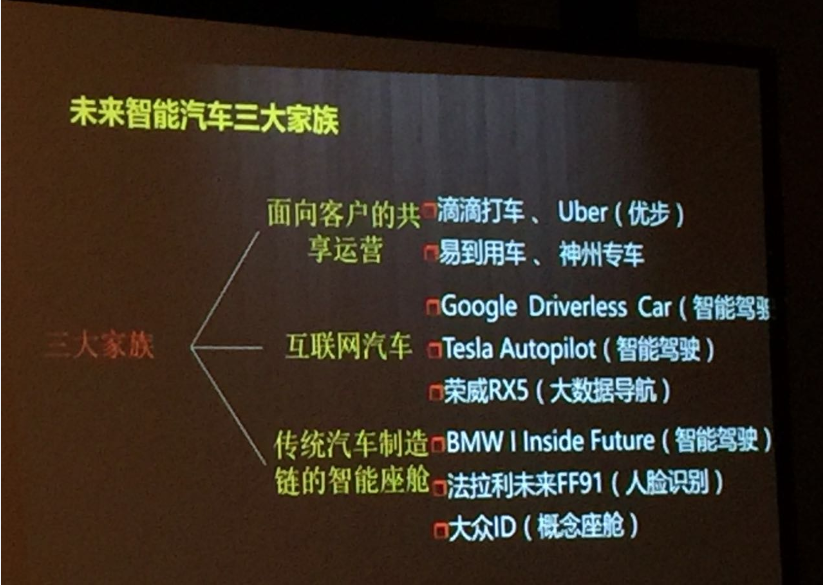 未来智能汽车三大家族
三大家族
面向客户的共
享运营
滴滴打车、Uber(优步)
易到用车、神州专车
互联网汽车
Google Driverless Car(智能驾驶
Tesla Autopilot(智能驾驶)
荣威RX5(大数据导航)
传统汽车制造
链的智能座舱
BMW I Inside Future(智能驾驶)
法拉利未来FF91(人脸识别)
大众ID(概念座舱)